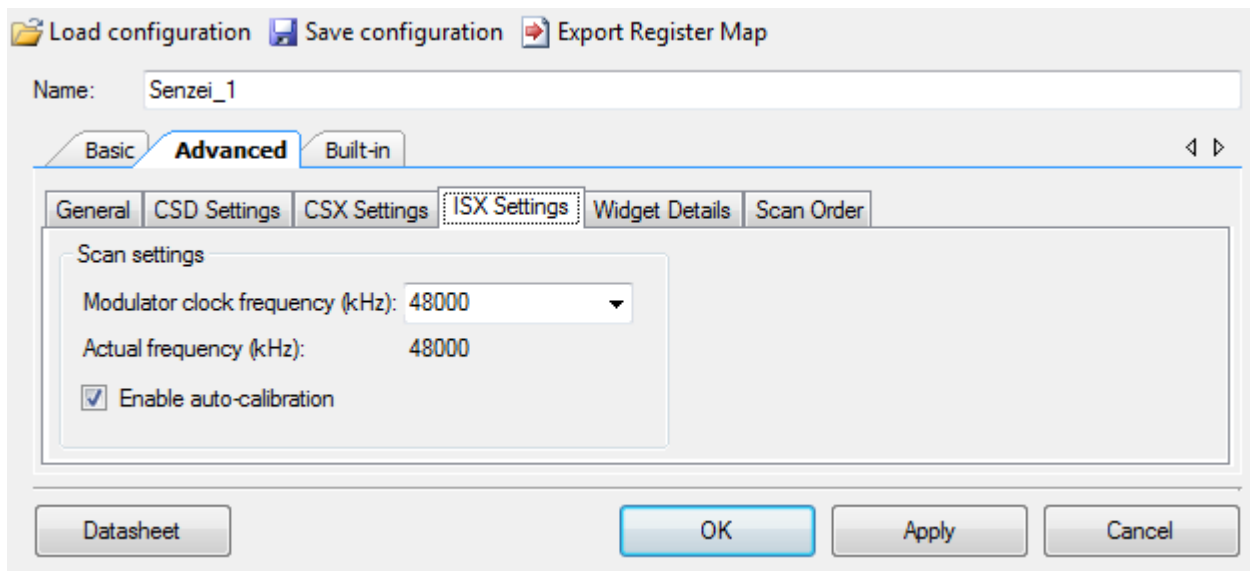 Load configuration Save configuration Export Register Map
Name: Senzei_1
Basic Advanced Built-in
General CSD Settings CSX Settings ISX Settings Widget Details Scan Order
Scan settings
Modulator clock frequency (kHz): 48000
Actual frequency (kHz): 48000
Enable auto-calibration
Datasheet OK Apply Cancel